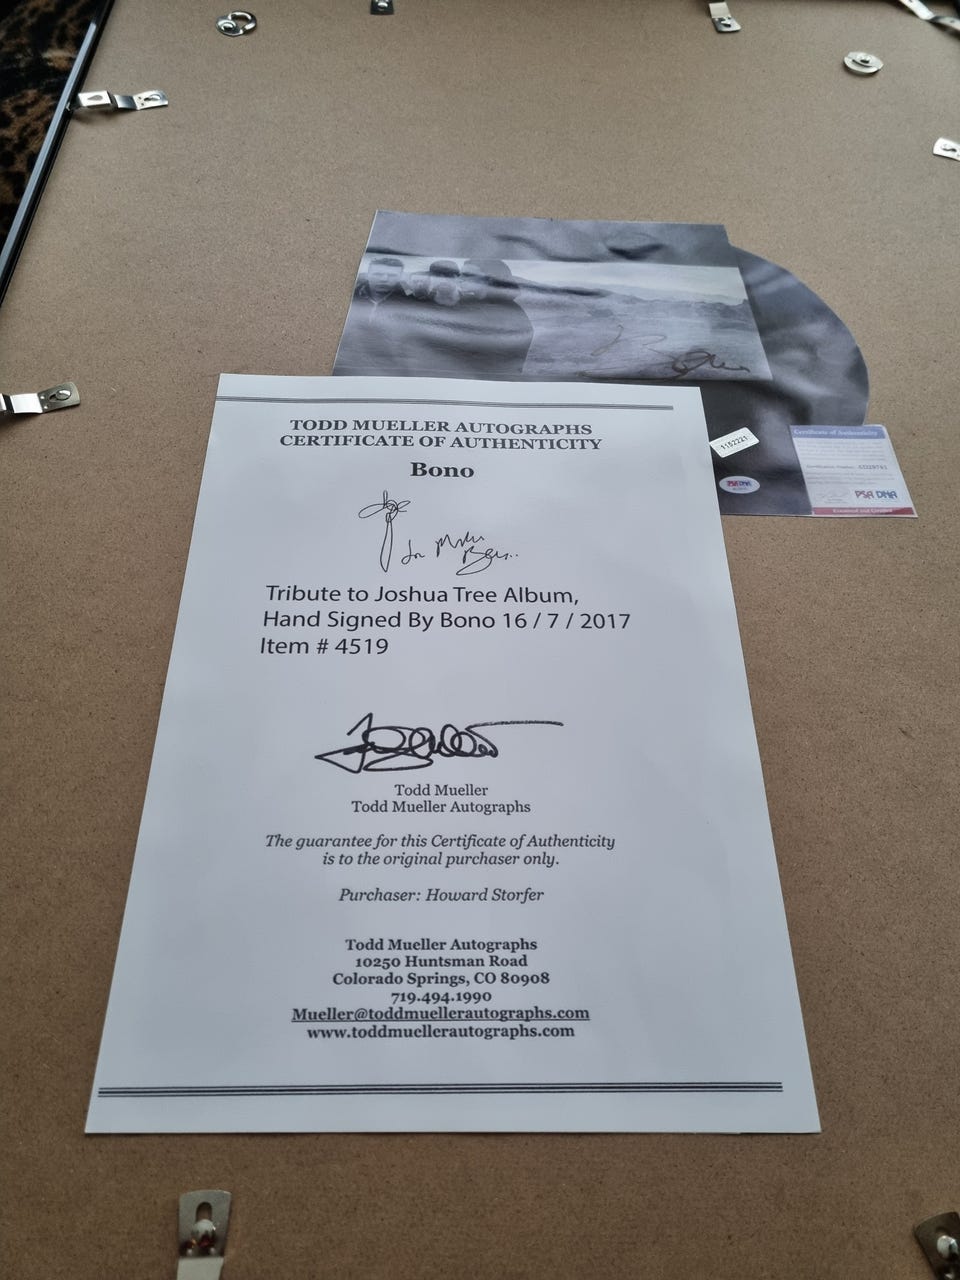 TODD MUELLER AUTOGRAPHS
CERTIFICATE OF AUTHENTICITY
Bono
Tribute to Joshua Tree Album,
Hand Signed By Bono 16 / 7 / 2017
Item # 4519
Todd Mueller
Todd Mueller Autographs
The guarantee for this Certificate of Authenticity
is to the original purchaser only.
Purchaser: Howard Storfer
Todd Mueller Autographs
10250 Huntsman Road
Colorado Springs, CO 80908
719.494.1990
Mueller@toddmuellerautographs.com
www.toddmuellerautographs.com
Certificate of Authenticity
PSA DNA
PSA DNA